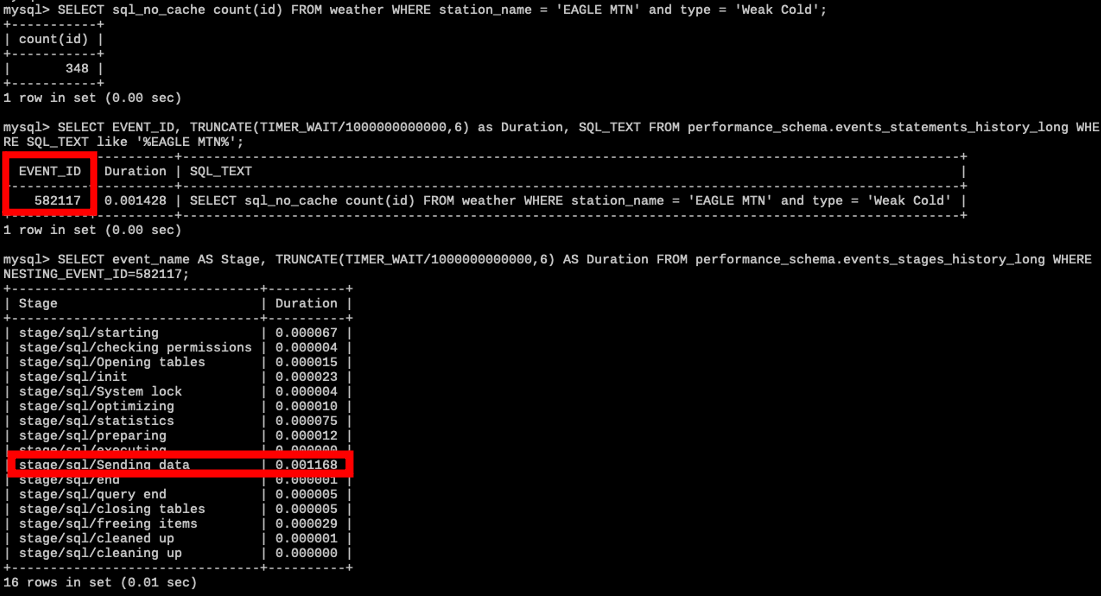 mysql> SELECT sql_no_cache count(id) FROM weather WHERE station_name = 'EAGLE MTN' and type = 'Weak Cold';
+-----------+
| count(id) |
+-----------+
|       348 |
+-----------+
1 row in set (0.00 sec)
mysql> SELECT EVENT_ID, TRUNCATE(TIMER_WAIT/1000000000000,6) as Duration, SQL_TEXT FROM performance_schema.events_statements_history_long WHE
RE SQL_TEXT like '%EAGLE MTN%';
EVENT_ID | Duration | SQL_TEXT |
582117 | 0.001428 | SELECT sql_no_cache count(id) FROM weather WHERE station_name = 'EAGLE MTN' and type = 'Weak Cold' |
1 row in set (0.00 sec)
mysql> SELECT event_name AS Stage, TRUNCATE(TIMER_WAIT/1000000000000,6) AS Duration FROM performance_schema.events_stages_history_long WHERE
NESTING_EVENT_ID=582117;
+--------------------------------+----------+
| Stage                          | Duration |
+--------------------------------+----------+
| stage/sql/starting             | 0.000067 |
| stage/sql/checking permissions | 0.000004 |
| stage/sql/Opening tables       | 0.000015 |
| stage/sql/init                 | 0.000023 |
| stage/sql/System lock          | 0.000004 |
| stage/sql/optimizing           | 0.000010 |
| stage/sql/statistics           | 0.000075 |
| stage/sql/preparing            | 0.000012 |
| stage/sql/executing            | 0.000000 |
| stage/sql/Sending data         | 0.001168 |
| stage/sql/end                  | 0.000001 |
| stage/sql/query end            | 0.000005 |
| stage/sql/closing tables       | 0.000005 |
| stage/sql/freeing items        | 0.000029 |
| stage/sql/cleaned up           | 0.000001 |
| stage/sql/cleaning up          | 0.000000 |
+--------------------------------+----------+
16 rows in set (0.01 sec)